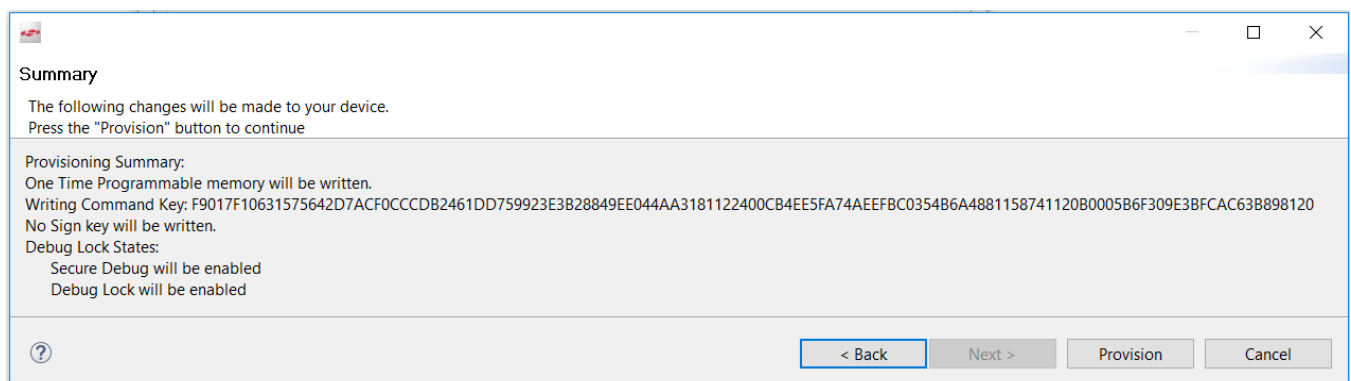 Summary
The following changes will be made to your device.
Press the "Provision" button to continue
Provisioning Summary:
One Time Programmable memory will be written.
Writing Command Key: F9017F10631575642D7ACF0CCCDB2461DD759923E3B28849EE044AA3181122400CB4EE5FA74AEEFBC0354B6A4881158741120B0005B6F309E3BFCAC63B898120
No Sign key will be written.
Debug Lock States:
Secure Debug will be enabled
Debug Lock will be enabled
?
< Back Next > Provision Cancel